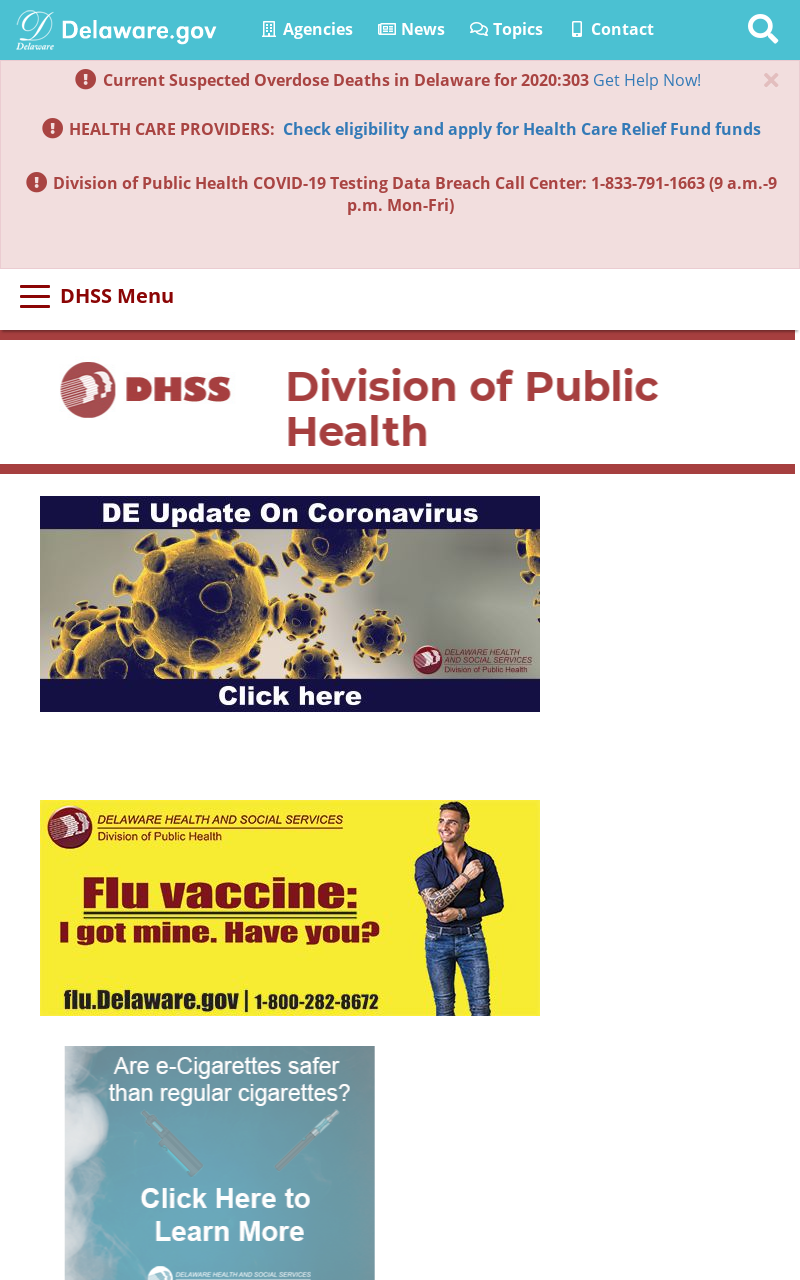 Delaware
Delaware.gov
Agencies
News
Topics
Contact
Current Suspected Overdose Deaths in Delaware for 2020:303 Get Help Now!
×
HEALTH CARE PROVIDERS: Check eligibility and apply for Health Care Relief Fund funds
Division of Public Health COVID-19 Testing Data Breach Call Center: 1-833-791-1663 (9 a.m.-9
p.m. Mon-Fri)
DHSS Menu
DHSS
Division of Public
Health
DE Update On Coronavirus
DELAWARE HEALTH
AND SOCIAL SERVICES
Division of Public Health
Click here
DELAWARE HEALTH AND SOCIAL SERVICES
Division of Public Health
Flu vaccine:
I got mine. Have you?
flu.Delaware.gov | 1-800-282-8672
Are e-Cigarettes safer
than regular cigarettes?
Click Here to
Learn More
DELAWARE HEALTH AND SOCIAL SERVICES